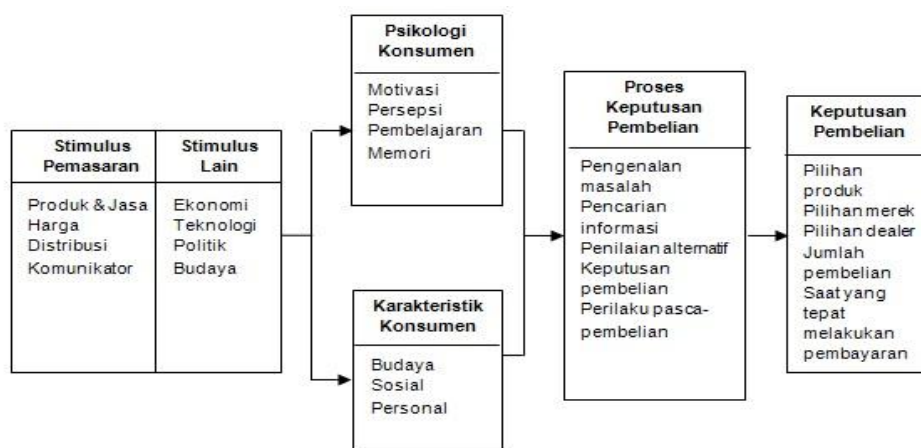 Stimulus
Pemasaran
Produk & Jasa
Harga
Distribusi
Komunikator
Stimulus
Lain
Ekonomi
Teknologi
Politik
Budaya
Psikologi
Konsumen
Motivasi
Persepsi
Pembelajaran
Memori
Karakteristik
Konsumen
Budaya
Sosial
Personal
Proses
Keputusan
Pembelian
Pengenalan
masalah
Pencarian
informasi
Penilaian alternatif
Keputusan
pembelian
Perilaku pasca-
pembelian
Keputusan
Pembelian
Pilihan
produk
Pilihan merek
Pilihan dealer
Jumlah
pembelian
Saat yang
tepat
melakukan
pembayaran